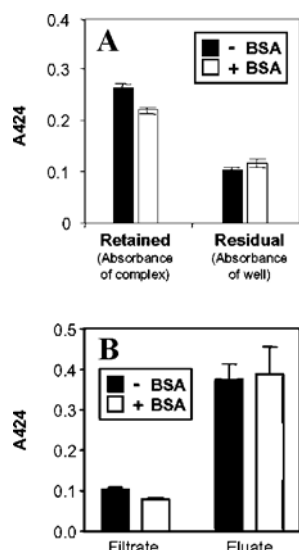 A
- BSA
+ BSA
0.4
0.3
0.2
0.1
0
A424
Retained
(Absorbance
of complex)
Residual
(Absorbance
of well)
B
- BSA
+ BSA
0.5
0.4
0.3
0.2
0.1
0.0
A424
Filtrate
Eluate